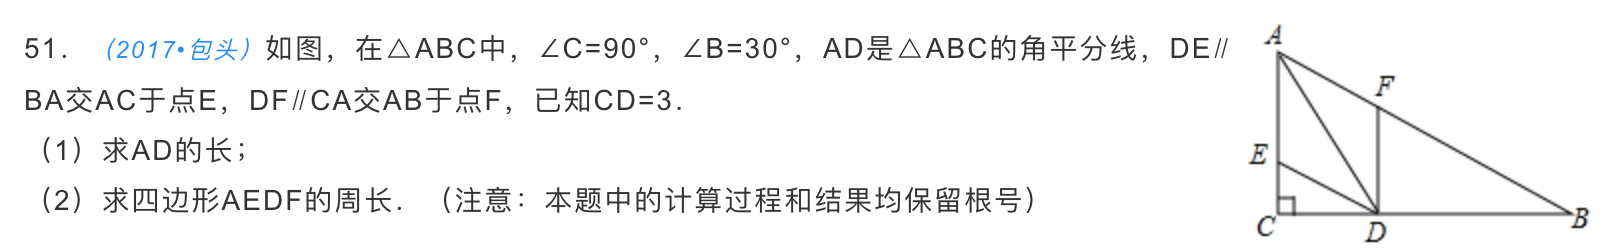 51. （2017•包头）如图，在△ABC中，∠C=90°，∠B=30°，AD是△ABC的角平分线，DE∥
BA交AC于点E，DF∥CA交AB于点F，已知CD=3.
（1）求AD的长；
（2）求四边形AEDF的周长. （注意：本题中的计算过程和结果均保留根号）
A
F
E
C
D
B